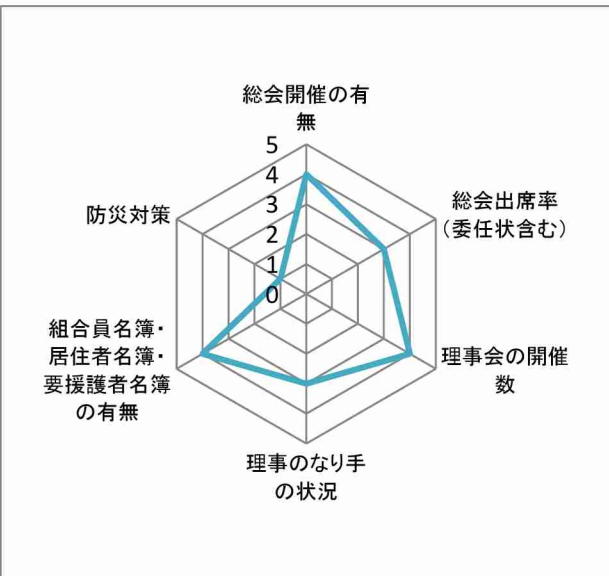 総会開催の有
無
5
4
3
2
1
0
総会出席率
（委任状含む）
理事会の開催
数
理事のなり手
の状況
組合員名簿・
居住者名簿・
要援護者名簿
の有無
防災対策